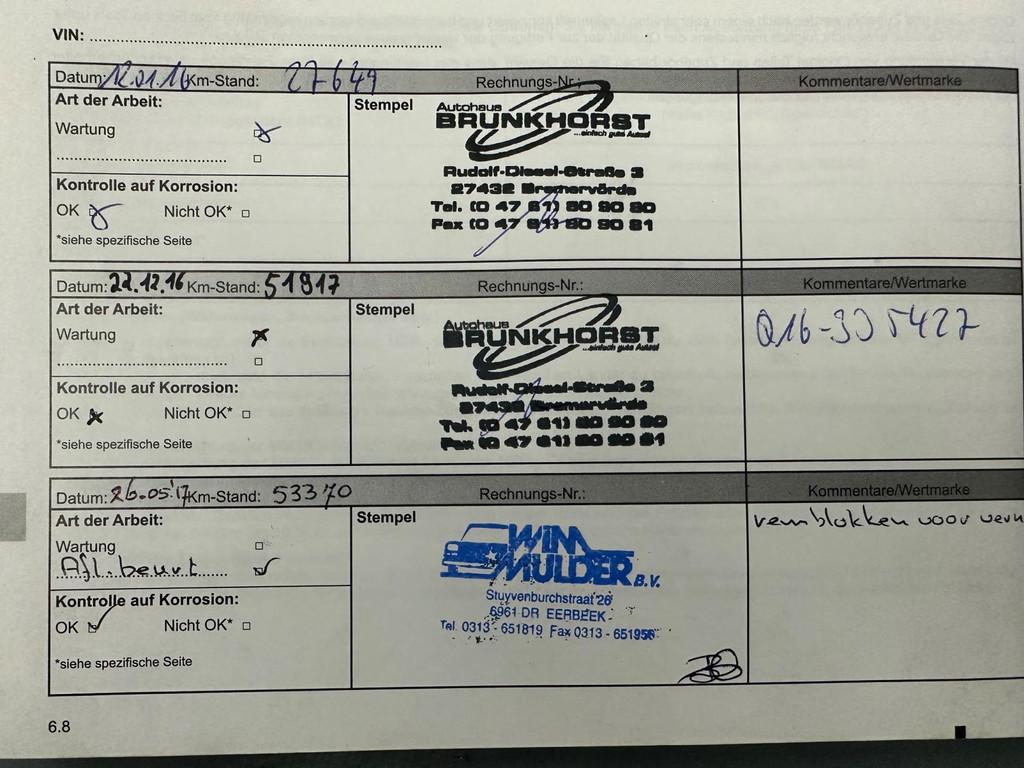 VIN: ....................................................................
Datum: 12.01.16 Km-Stand: 27649 Rechnungs-Nr.: Kommentare/Wertmarke
Art der Arbeit:
Wartung
Kontrolle auf Korrosion:
OK Nicht OK*
*siehe spezifische Seite
Stempel
Autohaus
BRUNKHORST
...einfach gute Autos!
Rudolf-Diesel-Straße 3
27432 Bremervörde
Tel. (0 47 61) 80 90 80
Fax (0 47 61) 80 90 81
Datum: 22.12.16 Km-Stand: 51917 Rechnungs-Nr.: Kommentare/Wertmarke
Art der Arbeit:
Wartung
Kontrolle auf Korrosion:
OK Nicht OK*
*siehe spezifische Seite
Stempel
Autohaus
BRUNKHORST
...einfach gute Autos!
Rudolf-Diesel-Straße 3
27432 Bremervörde
Tel. (0 47 61) 80 90 80
Fax (0 47 61) 80 90 81
Datum: 26-05-'17 Km-Stand: 53370 Rechnungs-Nr.: Kommentare/Wertmarke
Art der Arbeit:
Wartung
Afl. beurt
Kontrolle auf Korrosion:
OK Nicht OK*
*siehe spezifische Seite
Stempel
WIM
MULDER B.V.
Stuyvenburchstraat 26
6961 DR EERBEEK
Tel. 0313 - 651819 Fax 0313 - 651956
remblokken voor
6.8